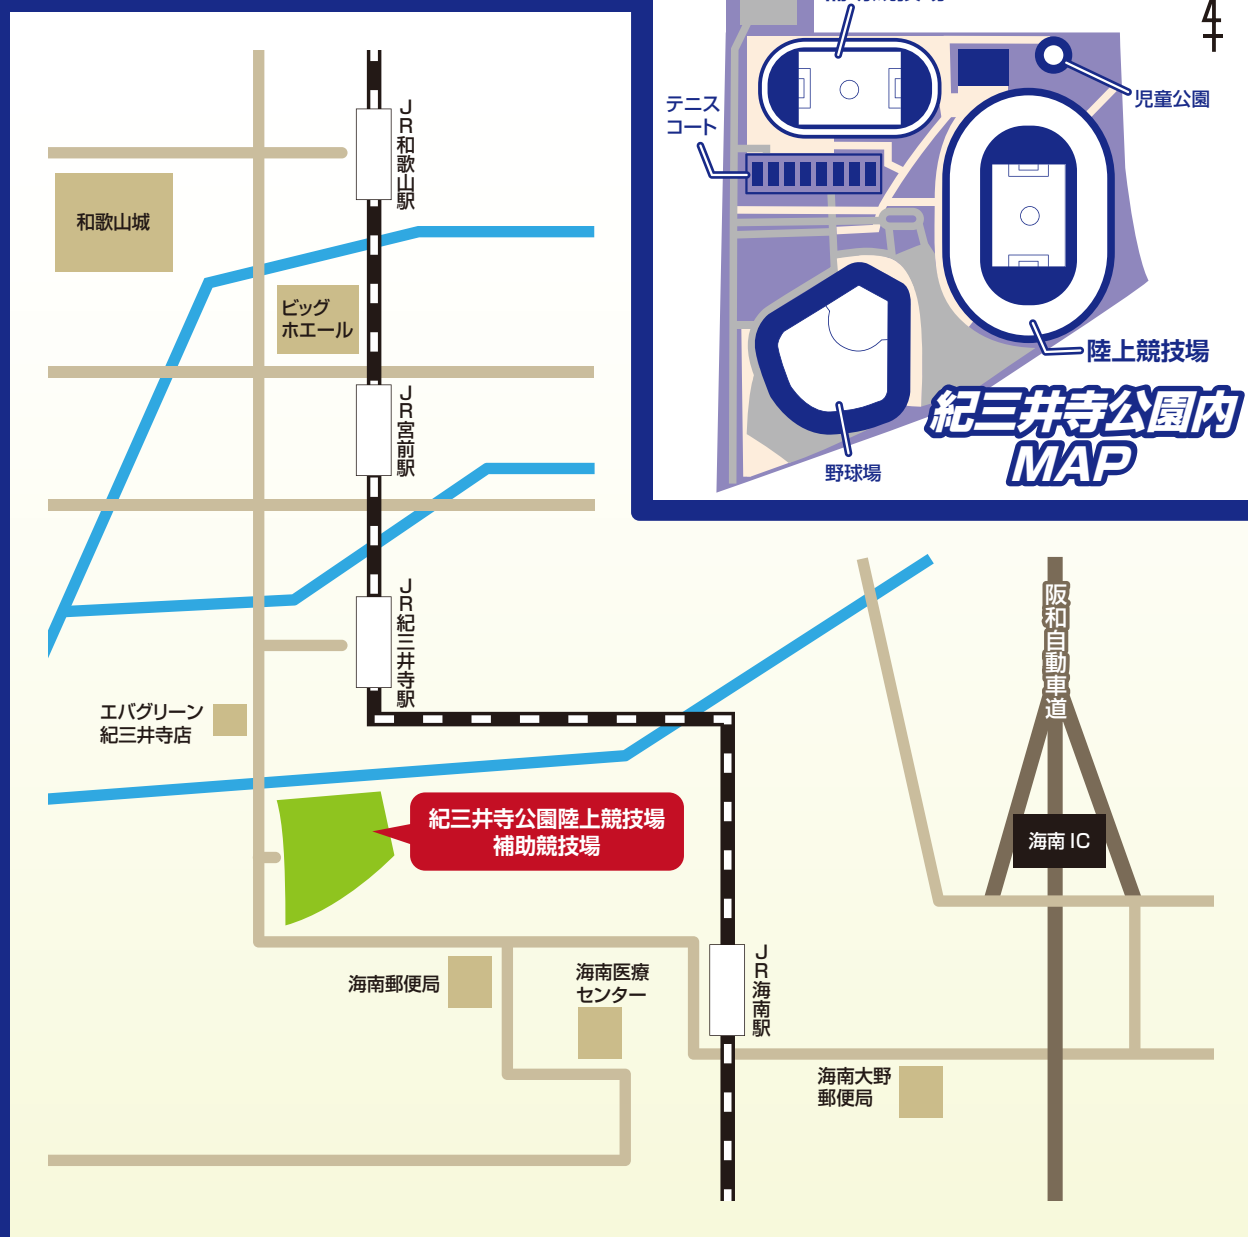 テニス
コート
児童公園
陸上競技場
紀三井寺公園内
MAP
野球場
JR和歌山駅
和歌山城
ビッグ
ホエール
JR宮前駅
JR紀三井寺駅
エバグリーン
紀三井寺店
紀三井寺公園陸上競技場
補助競技場
阪和自動車道
海南 IC
海南郵便局
海南医療
センター
JR海南駅
海南大野
郵便局